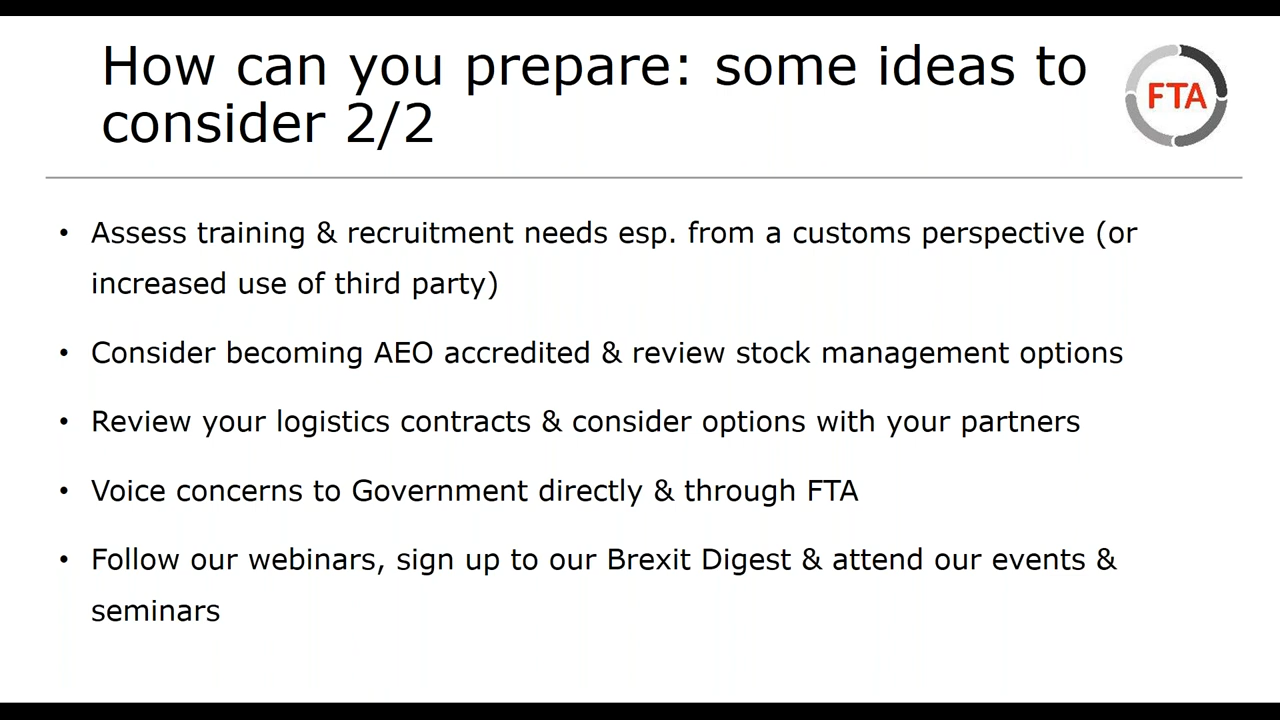 How can you prepare: some ideas to
consider 2/2
FTA
• Assess training & recruitment needs esp. from a customs perspective (or
increased use of third party)
• Consider becoming AEO accredited & review stock management options
• Review your logistics contracts & consider options with your partners
• Voice concerns to Government directly & through FTA
• Follow our webinars, sign up to our Brexit Digest & attend our events &
seminars